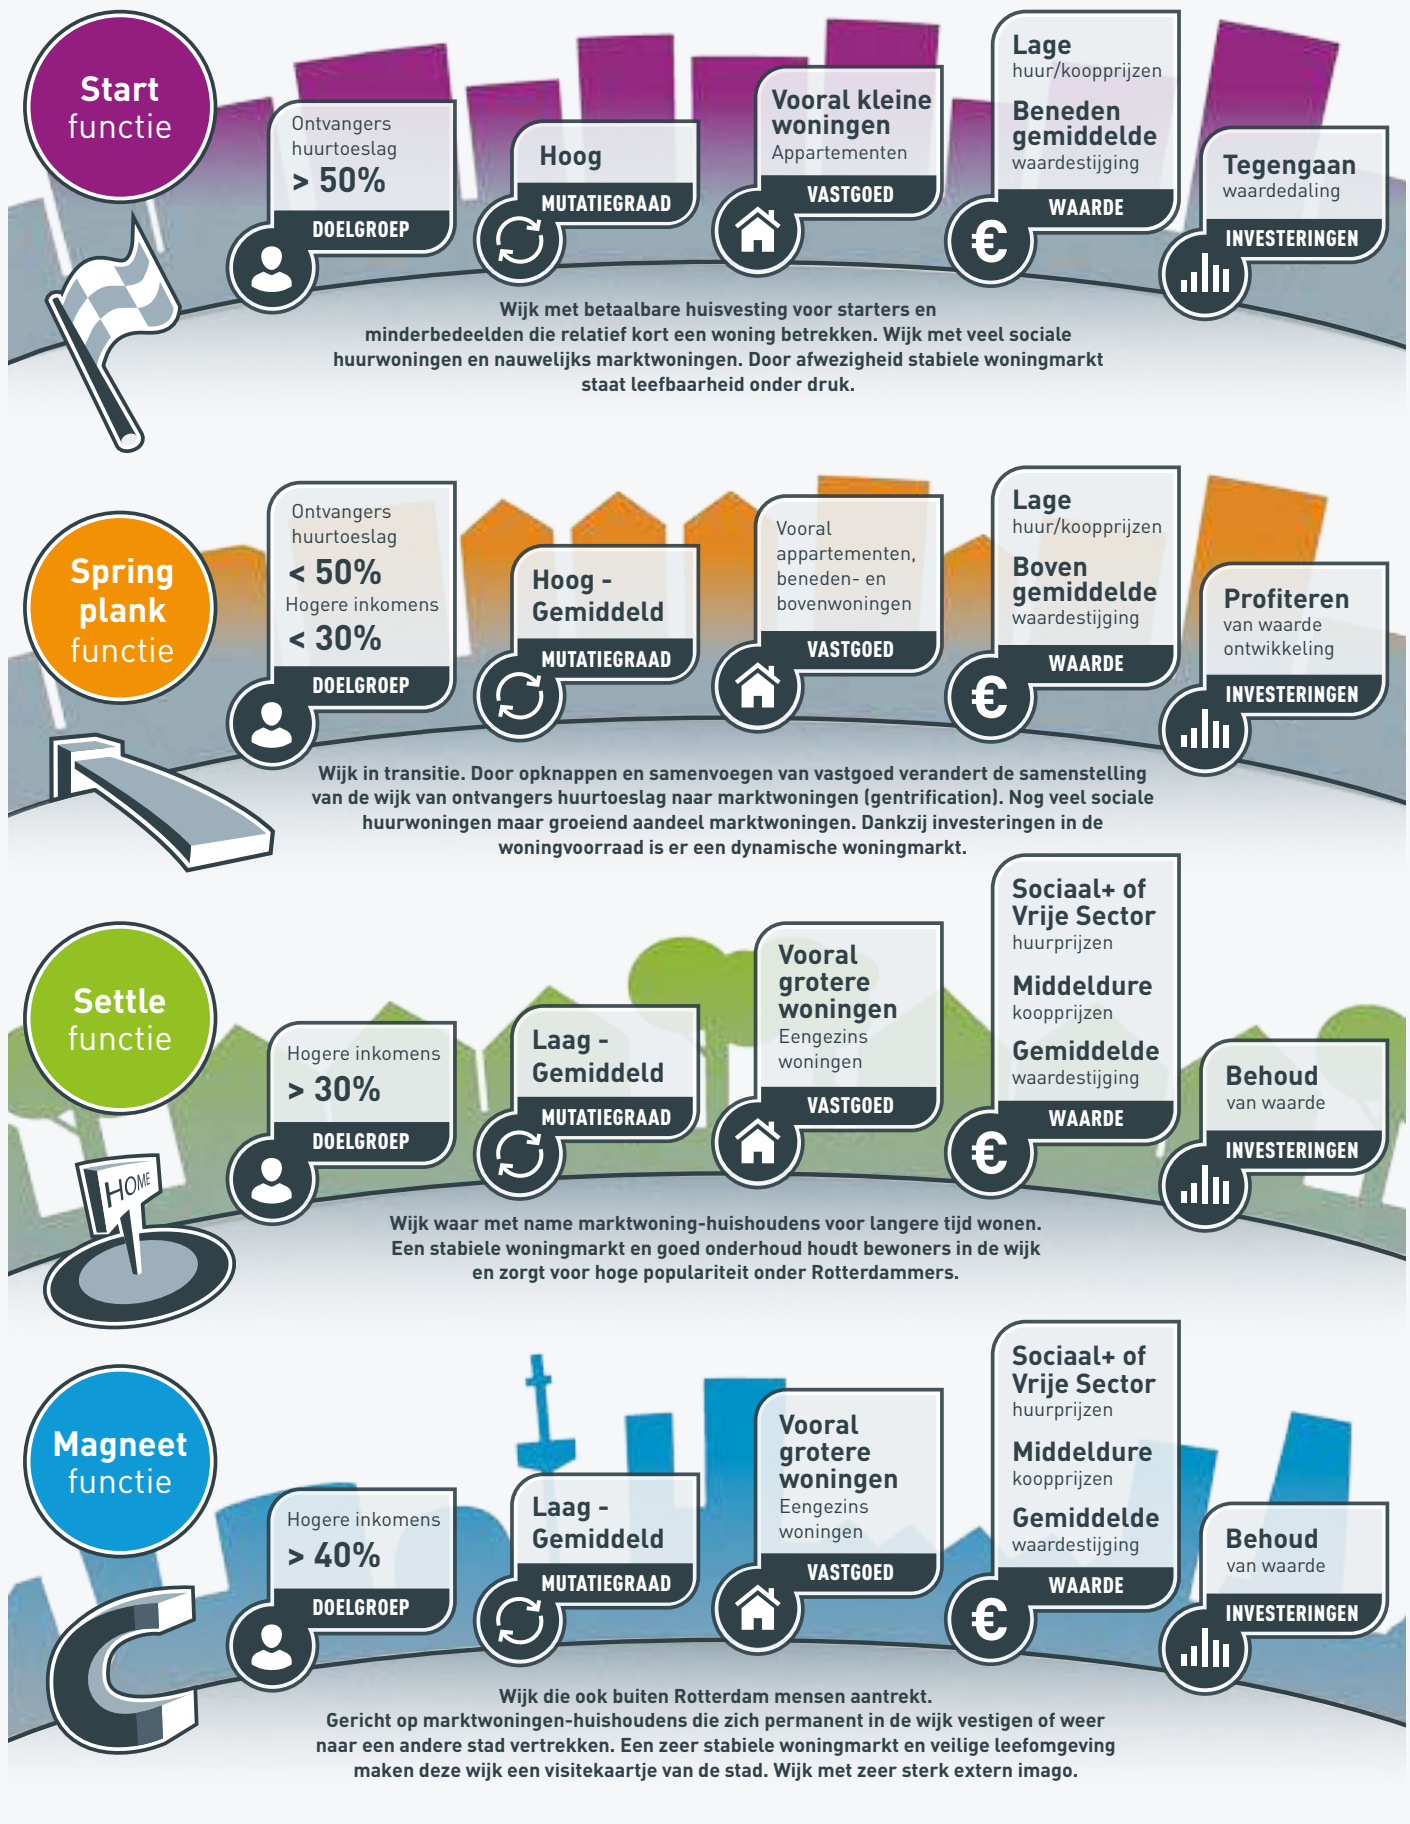 Start
functie
Ontvangers
huurtoeslag
> 50%
DOELGROEP
Hoog
MUTATIEGRAAD
Vooral kleine
woningen
Appartementen
VASTGOED
Lage
huur/koopprijzen
Beneden
gemiddelde
waardestijging
WAARDE
€
Tegengaan
waardedaling
INVESTERINGEN
Wijk met betaalbare huisvesting voor starters en
minderbedeelden die relatief kort een woning betrekken. Wijk met veel sociale
huurwoningen en nauwelijks marktwoningen. Door afwezigheid stabiele woningmarkt
staat leefbaarheid onder druk.
Spring
plank
functie
Ontvangers
huurtoeslag
< 50%
Hogere inkomens
< 30%
DOELGROEP
Hoog -
Gemiddeld
MUTATIEGRAAD
Vooral
appartementen,
beneden- en
bovenwoningen
VASTGOED
Lage
huur/koopprijzen
Boven
gemiddelde
waardestijging
WAARDE
€
Profiteren
van waarde
ontwikkeling
INVESTERINGEN
Wijk in transitie. Door opknappen en samenvoegen van vastgoed verandert de samenstelling
van de wijk van ontvangers huurtoeslag naar marktwoningen (gentrification). Nog veel sociale
huurwoningen maar groeiend aandeel marktwoningen. Dankzij investeringen in de
woningvoorraad is er een dynamische woningmarkt.
Settle
functie
HOME
Hogere inkomens
> 30%
DOELGROEP
Laag -
Gemiddeld
MUTATIEGRAAD
Vooral
grotere
woningen
Eengezins
woningen
VASTGOED
Sociaal+ of
Vrije Sector
huurprijzen
Middeldure
koopprijzen
Gemiddelde
waardestijging
WAARDE
€
Behoud
van waarde
INVESTERINGEN
Wijk waar met name marktwoning-huishoudens voor langere tijd wonen.
Een stabiele woningmarkt en goed onderhoud houdt bewoners in de wijk
en zorgt voor hoge populariteit onder Rotterdammers.
Magneet
functie
Hogere inkomens
> 40%
DOELGROEP
Laag -
Gemiddeld
MUTATIEGRAAD
Vooral
grotere
woningen
Eengezins
woningen
VASTGOED
Sociaal+ of
Vrije Sector
huurprijzen
Middeldure
koopprijzen
Gemiddelde
waardestijging
WAARDE
€
Behoud
van waarde
INVESTERINGEN
Wijk die ook buiten Rotterdam mensen aantrekt.
Gericht op marktwoningen-huishoudens die zich permanent in de wijk vestigen of weer
naar een andere stad vertrekken. Een zeer stabiele woningmarkt en veilige leefomgeving
maken deze wijk een visitekaartje van de stad. Wijk met zeer sterk extern imago.